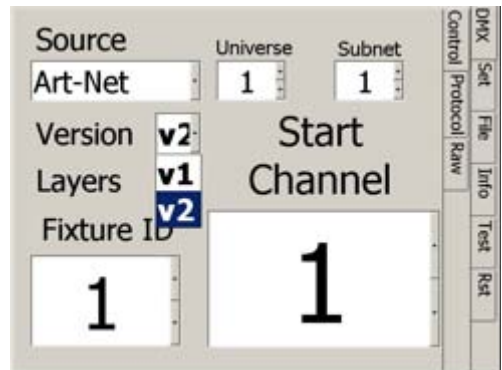 Source
Universe
Subnet
Art-Net
1
1
Version
v2
Start
Channel
Layers
v1
v2
Fixture ID
1
1
Control
Protocol
Raw
DMX
Set
File
Info
Test
Rst